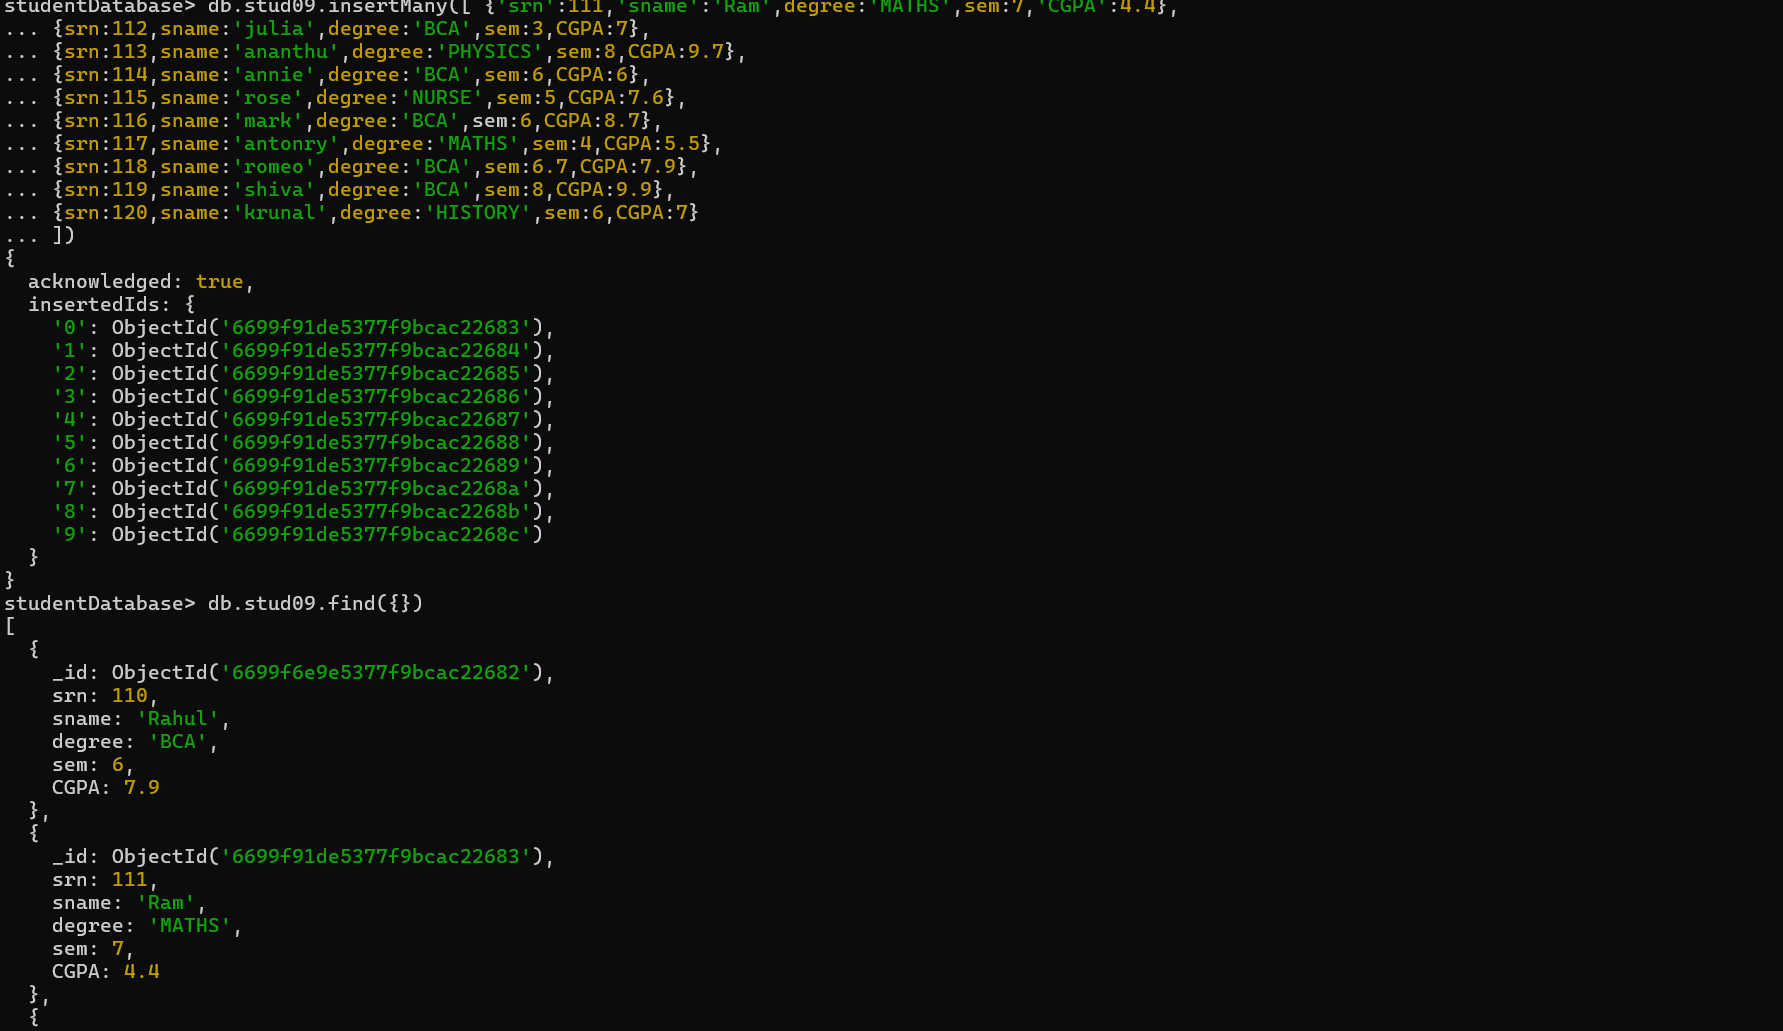 studentDatabase> db.stud09.insertMany([ {'srn':111,'sname':'Ram',degree:'MATHS',sem:7,'CGPA':4.4},
... {srn:112,sname:'julia',degree:'BCA',sem:3,CGPA:7},
... {srn:113,sname:'ananthu',degree:'PHYSICS',sem:8,CGPA:9.7},
... {srn:114,sname:'annie',degree:'BCA',sem:6,CGPA:6},
... {srn:115,sname:'rose',degree:'NURSE',sem:5,CGPA:7.6},
... {srn:116,sname:'mark',degree:'BCA',sem:6,CGPA:8.7},
... {srn:117,sname:'antonry',degree:'MATHS',sem:4,CGPA:5.5},
... {srn:118,sname:'romeo',degree:'BCA',sem:6.7,CGPA:7.9},
... {srn:119,sname:'shiva',degree:'BCA',sem:8,CGPA:9.9},
... {srn:120,sname:'krunal',degree:'HISTORY',sem:6,CGPA:7}
... ])
{
  acknowledged: true,
  insertedIds: {
    '0': ObjectId('6699f91de5377f9bcac22683'),
    '1': ObjectId('6699f91de5377f9bcac22684'),
    '2': ObjectId('6699f91de5377f9bcac22685'),
    '3': ObjectId('6699f91de5377f9bcac22686'),
    '4': ObjectId('6699f91de5377f9bcac22687'),
    '5': ObjectId('6699f91de5377f9bcac22688'),
    '6': ObjectId('6699f91de5377f9bcac22689'),
    '7': ObjectId('6699f91de5377f9bcac2268a'),
    '8': ObjectId('6699f91de5377f9bcac2268b'),
    '9': ObjectId('6699f91de5377f9bcac2268c')
  }
}
studentDatabase> db.stud09.find({})
[
  {
    _id: ObjectId('6699f6e9e5377f9bcac22682'),
    srn: 110,
    sname: 'Rahul',
    degree: 'BCA',
    sem: 6,
    CGPA: 7.9
  },
  {
    _id: ObjectId('6699f91de5377f9bcac22683'),
    srn: 111,
    sname: 'Ram',
    degree: 'MATHS',
    sem: 7,
    CGPA: 4.4
  },
  {